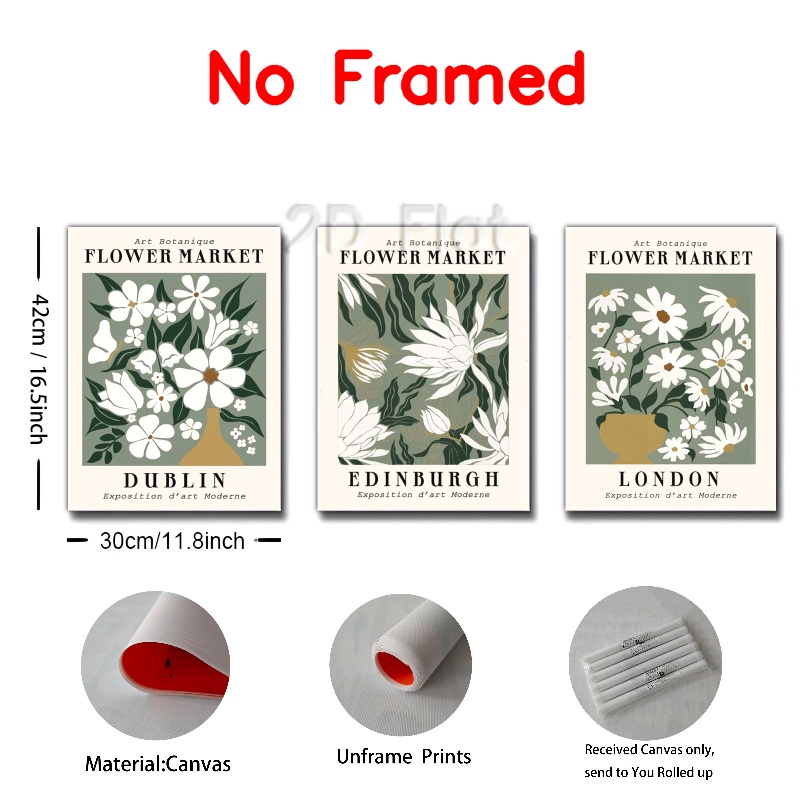 No Framed
2D Flat
Art Botanique
FLOWER MARKET
DUBLIN
Exposition d'art Moderne
Art Botanique
FLOWER MARKET
EDINBURGH
Exposition d'art Moderne
Art Botanique
FLOWER MARKET
LONDON
Exposition d'art Moderne
42cm / 16.5inch
30cm/11.8inch
Material:Canvas
Unframe Prints
Received Canvas only,
send to You Rolled up